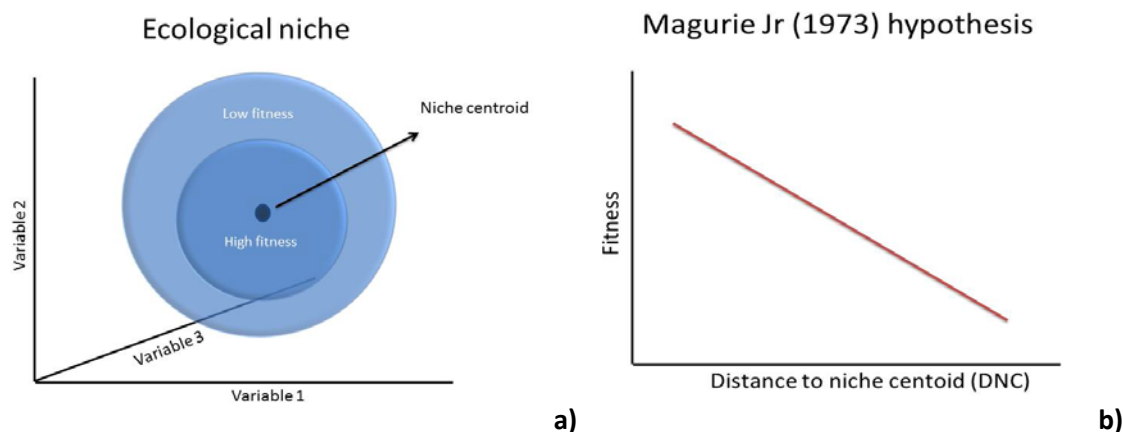 Ecological niche
Low fitness
Niche centroid
High fitness
Variable 2
Variable 3
Variable 1
a)
Magurie Jr (1973) hypothesis
Fitness
Distance to niche centoid (DNC)
b)